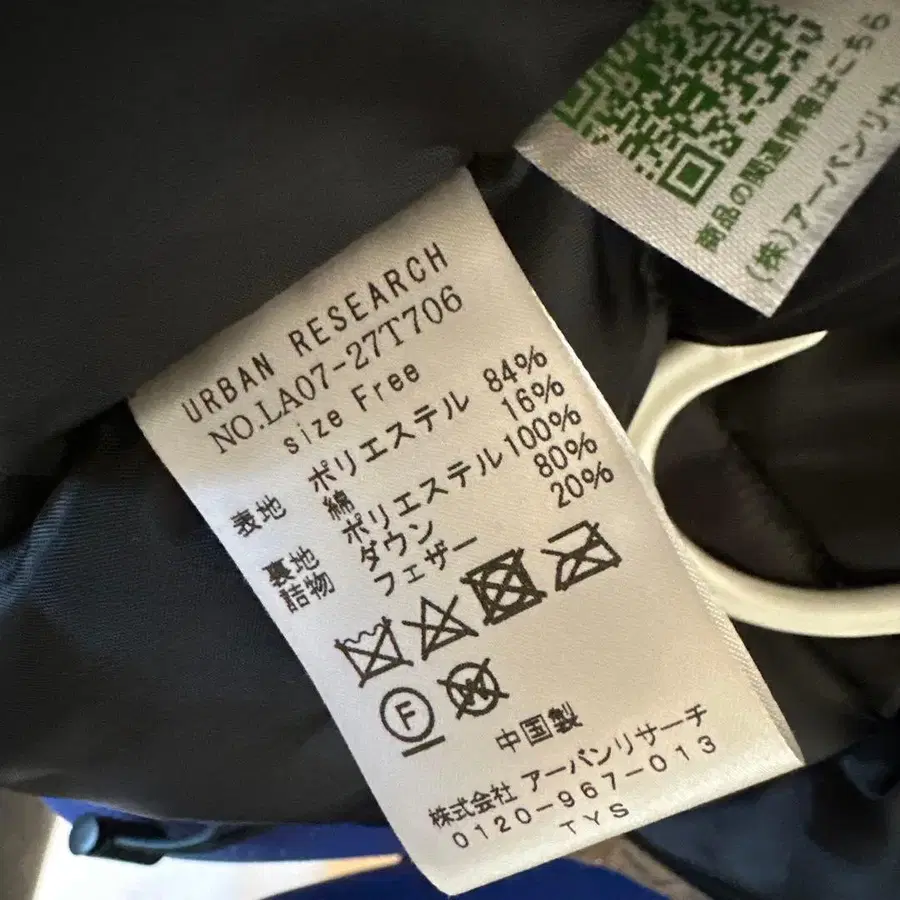 URBAN RESEARCH
NO.LA07-27T706
size Free
表地 ポリエステル 84%
綿 16%
裏地 ポリエステル 100%
詰物 ダウン 80%
フェザー 20%
F W
中国製
株式会社 アーバンリサーチ
0120-967-013
TYS
商品の関連情報はこちら
(株)アーバンリサ